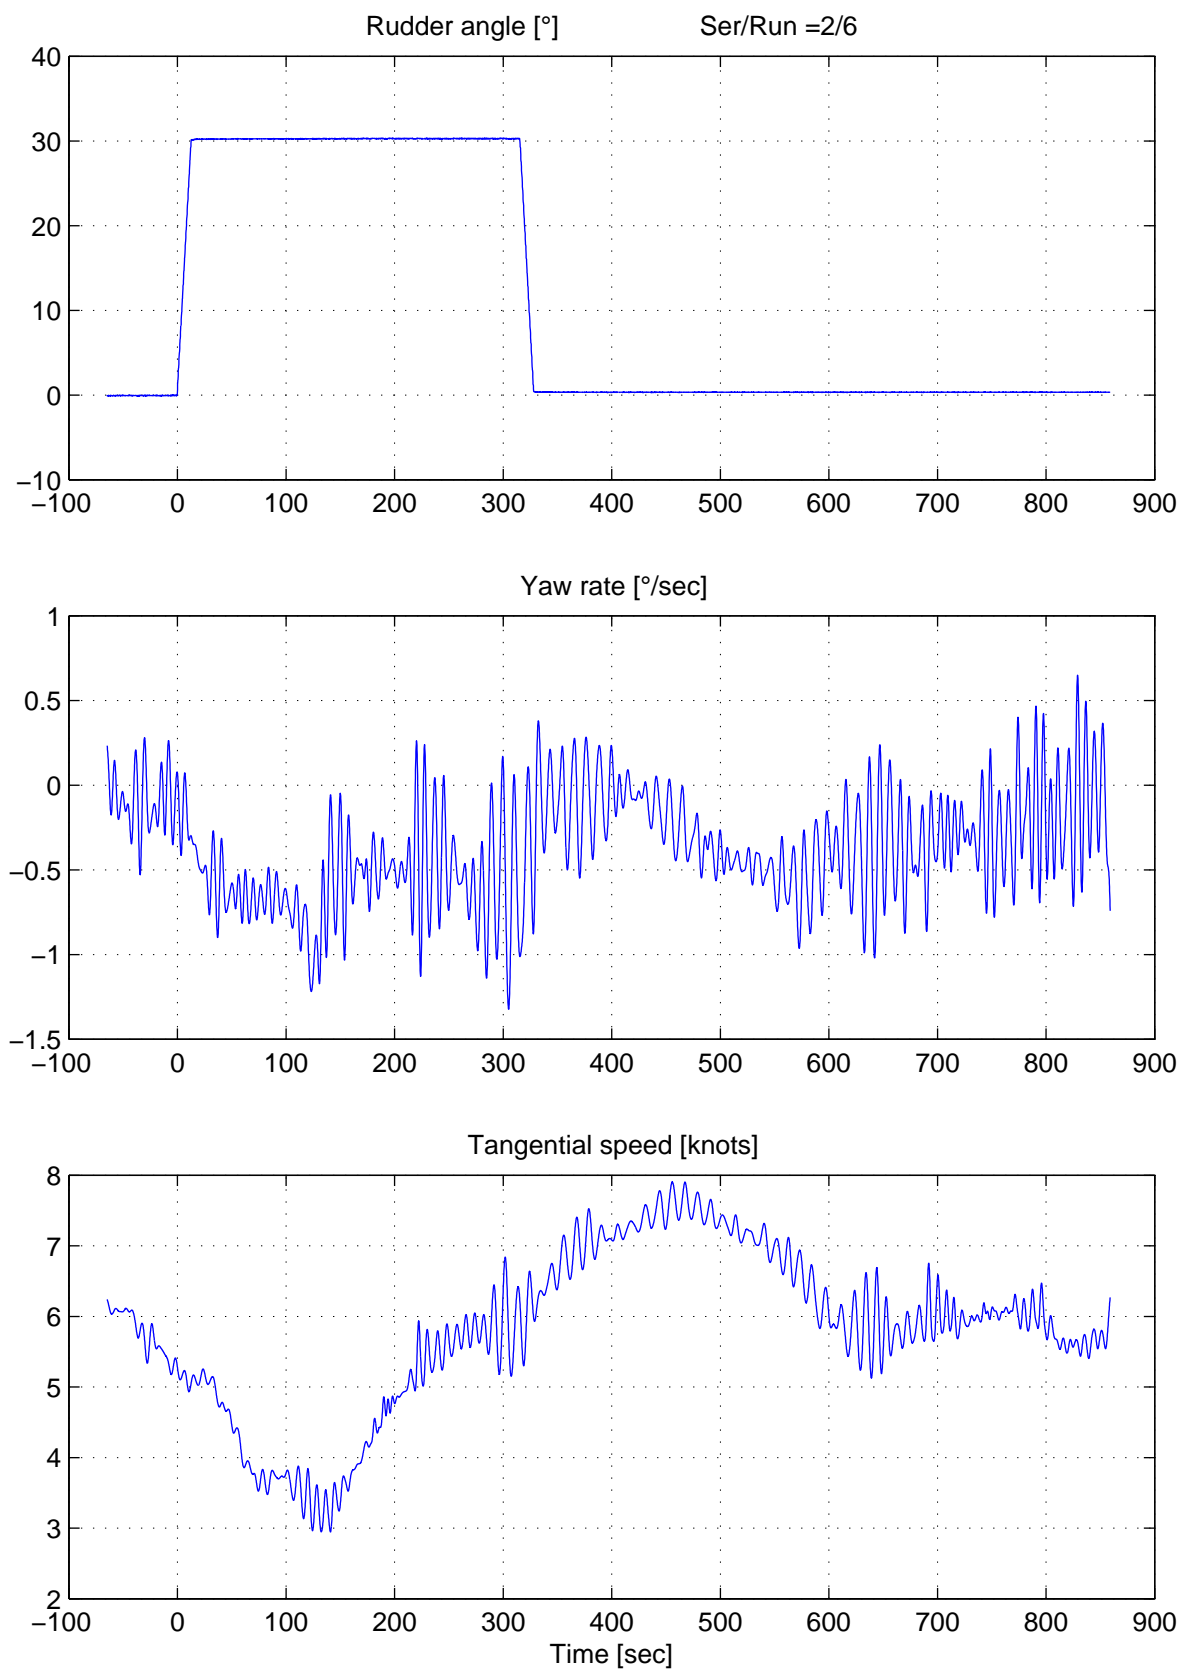 Rudder angle [°] Ser/Run =2/6
40
30
20
10
0
−10
−100 0 100 200 300 400 500 600 700 800 900
Yaw rate [°/sec]
1
0.5
0
−0.5
−1
−1.5
−100 0 100 200 300 400 500 600 700 800 900
Tangential speed [knots]
8
7
6
5
4
3
2
−100 0 100 200 300 400 500 600 700 800 900
Time [sec]